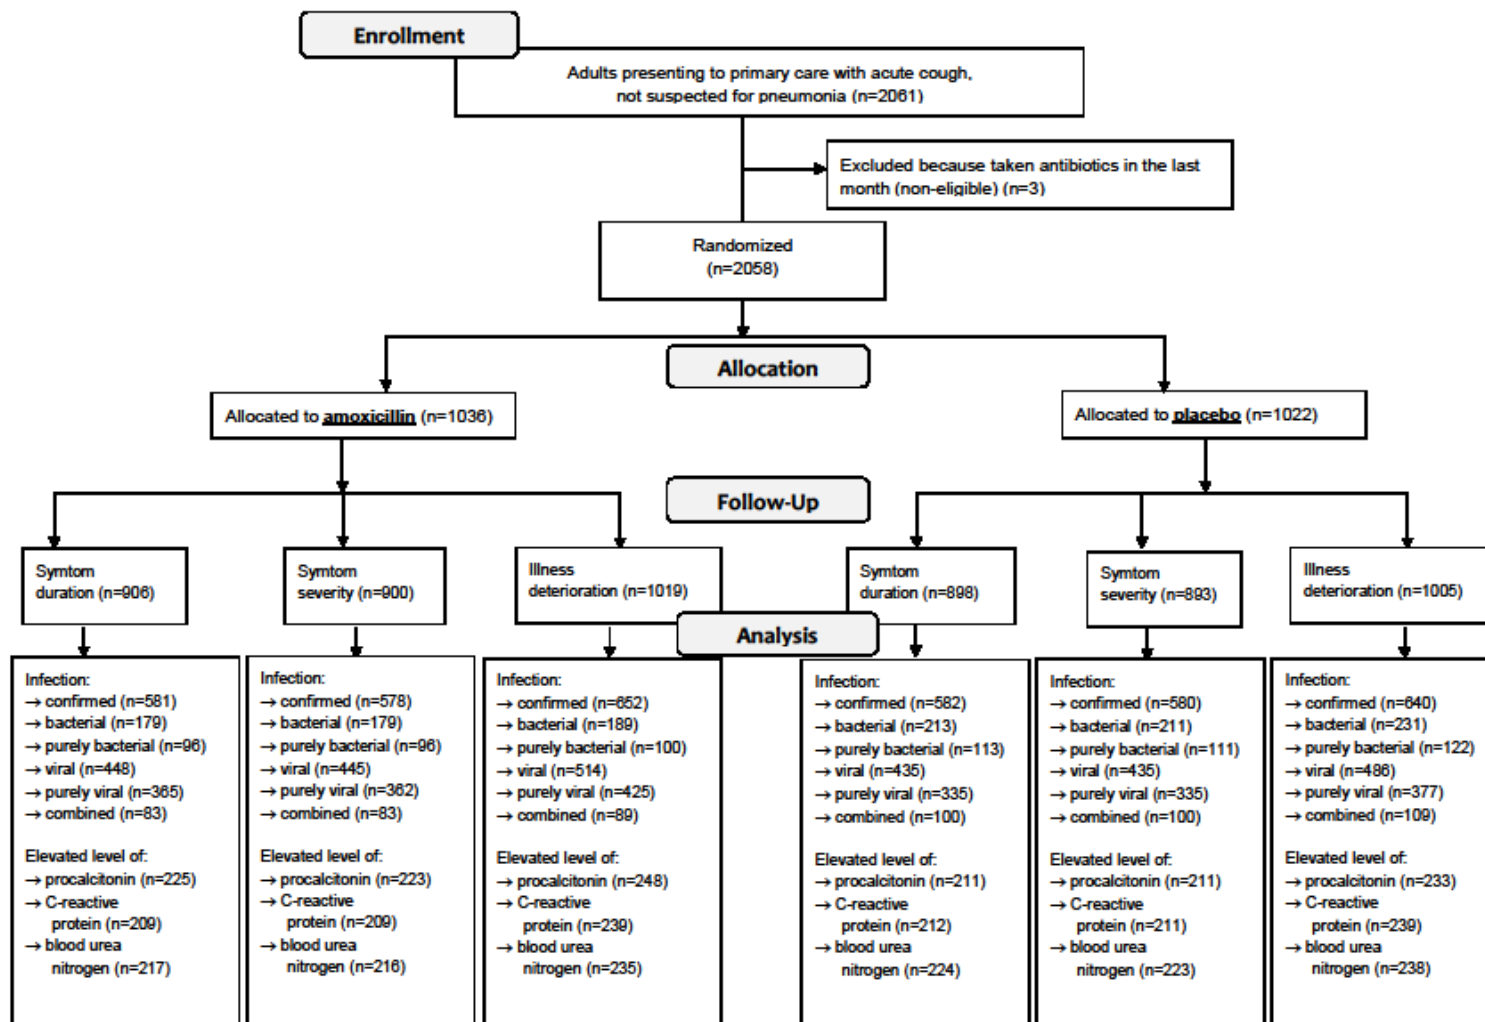 Enrollment
Adults presenting to primary care with acute cough,
not suspected for pneumonia (n=2061)
Excluded because taken antibiotics in the last
month (non-eligible) (n=3)
Randomized
(n=2058)
Allocation
Allocated to amoxicillin (n=1036)
Allocated to placebo (n=1022)
Follow-Up
Symtom
duration (n=906)
Symtom
severity (n=900)
Illness
deterioration (n=1019)
Symtom
duration (n=898)
Symtom
severity (n=893)
Illness
deterioration (n=1005)
Analysis
Infection:
→ confirmed (n=581)
→ bacterial (n=179)
→ purely bacterial (n=96)
→ viral (n=448)
→ purely viral (n=365)
→ combined (n=83)
Elevated level of:
→ procalcitonin (n=225)
→ C-reactive
protein (n=209)
→ blood urea
nitrogen (n=217)
Infection:
→ confirmed (n=578)
→ bacterial (n=179)
→ purely bacterial (n=96)
→ viral (n=445)
→ purely viral (n=362)
→ combined (n=83)
Elevated level of:
→ procalcitonin (n=223)
→ C-reactive
protein (n=209)
→ blood urea
nitrogen (n=216)
Infection:
→ confirmed (n=652)
→ bacterial (n=189)
→ purely bacterial (n=100)
→ viral (n=514)
→ purely viral (n=425)
→ combined (n=89)
Elevated level of:
→ procalcitonin (n=248)
→ C-reactive
protein (n=239)
→ blood urea
nitrogen (n=235)
Infection:
→ confirmed (n=582)
→ bacterial (n=213)
→ purely bacterial (n=113)
→ viral (n=435)
→ purely viral (n=335)
→ combined (n=100)
Elevated level of:
→ procalcitonin (n=211)
→ C-reactive
protein (n=212)
→ blood urea
nitrogen (n=224)
Infection:
→ confirmed (n=580)
→ bacterial (n=211)
→ purely bacterial (n=111)
→ viral (n=435)
→ purely viral (n=335)
→ combined (n=100)
Elevated level of:
→ procalcitonin (n=211)
→ C-reactive
protein (n=211)
→ blood urea
nitrogen (n=223)
Infection:
→ confirmed (n=640)
→ bacterial (n=231)
→ purely bacterial (n=122)
→ viral (n=486)
→ purely viral (n=377)
→ combined (n=109)
Elevated level of:
→ procalcitonin (n=233)
→ C-reactive
protein (n=239)
→ blood urea
nitrogen (n=238)